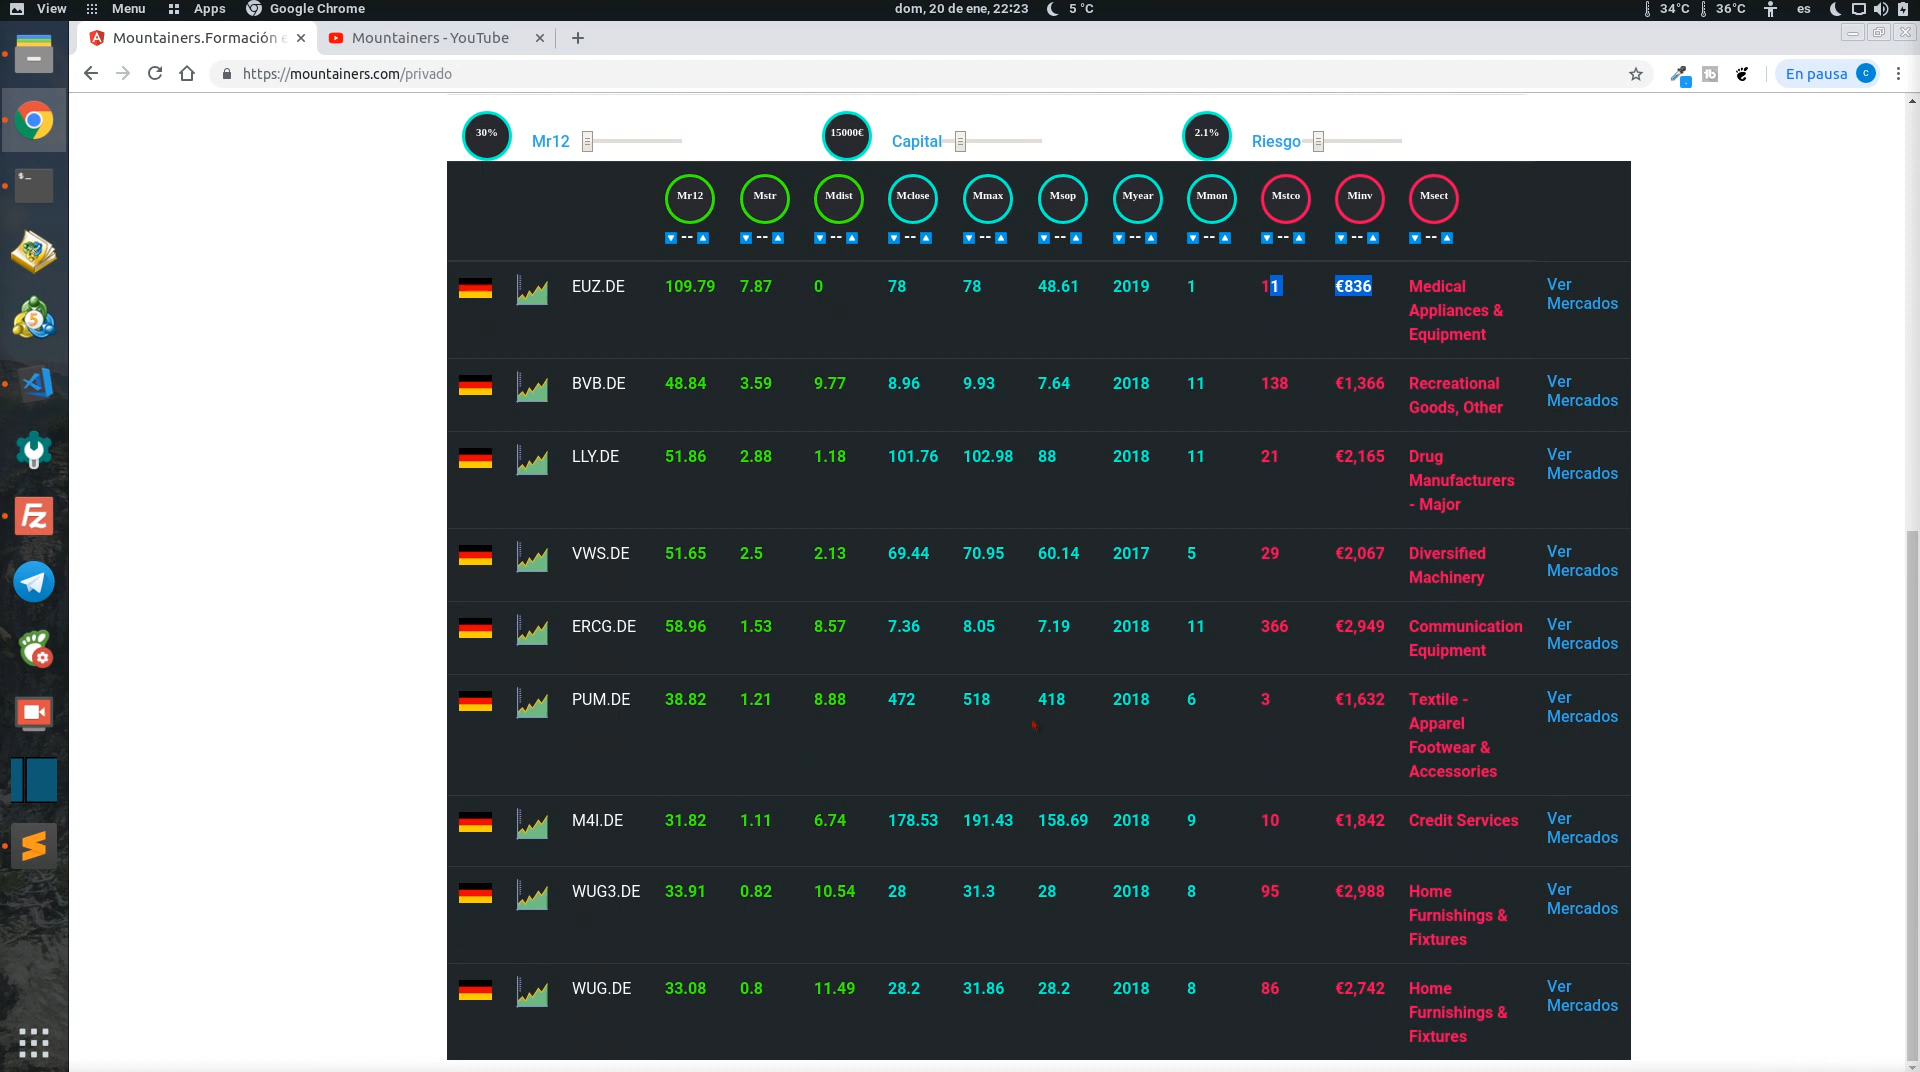 View Menu Apps Google Chrome dom, 20 de ene, 22:23 5 °C 34°C 36°C es
Mountainers.Formación e Mountainers - YouTube
https://mountainers.com/privado En pausa c
30% Mr12 15000€ Capital 2.1% Riesgo
Mr12 Mstr Mdist Mclose Mmax Msop Myear Mmon Mstco Minv Msect
-- -- -- -- -- -- -- -- -- -- --
EUZ.DE 109.79 7.87 0 78 78 48.61 2019 1 11 €836 Medical Ver
Appliances & Mercados
Equipment
BVB.DE 48.84 3.59 9.77 8.96 9.93 7.64 2018 11 138 €1,366 Recreational Ver
Goods, Other Mercados
LLY.DE 51.86 2.88 1.18 101.76 102.98 88 2018 11 21 €2,165 Drug Ver
Manufacturers Mercados
- Major
VWS.DE 51.65 2.5 2.13 69.44 70.95 60.14 2017 5 29 €2,067 Diversified Ver
Machinery Mercados
ERCG.DE 58.96 1.53 8.57 7.36 8.05 7.19 2018 11 366 €2,949 Communication Ver
Equipment Mercados
PUM.DE 38.82 1.21 8.88 472 518 418 2018 6 3 €1,632 Textile - Ver
Apparel Mercados
Footwear &
Accessories
M4I.DE 31.82 1.11 6.74 178.53 191.43 158.69 2018 9 10 €1,842 Credit Services Ver
Mercados
WUG3.DE 33.91 0.82 10.54 28 31.3 28 2018 8 95 €2,988 Home Ver
Furnishings & Mercados
Fixtures
WUG.DE 33.08 0.8 11.49 28.2 31.86 28.2 2018 8 86 €2,742 Home Ver
Furnishings & Mercados
Fixtures